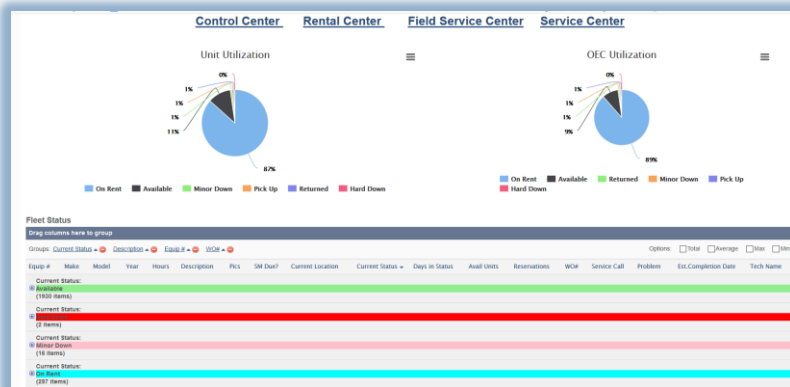 Control Center Rental Center Field Service Center Service Center
Unit Utilization
0%
1%
1%
1%
11%
87%
On Rent Available Minor Down Pick Up Returned Hard Down
OEC Utilization
0%
1%
1%
1%
9%
89%
On Rent Available Returned Minor Down Pick Up
Hard Down
Fleet Status
Drag columns here to group
Groups: Current Status Description Equip # WO# Options: Total Average Max Min
Equip # Make Model Year Hours Description Pics SM Due? Current Location Current Status Days in Status Avail Units Reservations WO# Service Call Problem Est.Completion Date Tech Name
Current Status:
Available
(1920 items)
Current Status:
(2 items)
Current Status:
Minor Down
(16 items)
Current Status:
On Rent
(297 items)